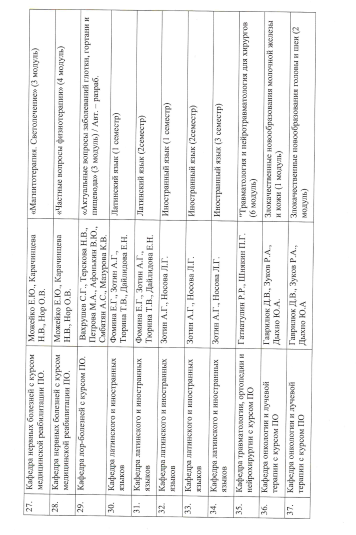 27. Кафедра нервных болезней с курсом медицинской реабилитации ПО.
Можейко Е.Ю., Карачинцева Н.В., Нор О.В.
«Магнитотерапия. Светолечение» (3 модуль)
28. Кафедра нервных болезней с курсом медицинской реабилитации ПО.
Можейко Е.Ю., Карачинцева Н.В., Нор О.В.
«Частные вопросы физиотерапии» (4 модуль)
29. Кафедра лор-болезней с курсом ПО.
Вахрушев С.Г., Терскова Н.В., Петрова М.А., Афонькин В.Ю., Смбатян А.С., Мазурова К.В.
«Актуальные вопросы заболеваний глотки, гортани и пищевода» (3 модуль) / Авт. – разраб.
30. Кафедра латинского и иностранных языков
Фомина Е.Г., Зотин А.Г., Тюрина Т.В., Дайлидова Е.Н.
Латинский язык (1 семестр)
31. Кафедра латинского и иностранных языков
Фомина Е.Г., Зотин А.Г., Тюрина Т.В., Дайлидова Е.Н.
Латинский язык (2семестр)
32. Кафедра латинского и иностранных языков
Зотин А.Г., Носова Л.Г.
Иностранный язык (1 семестр)
33. Кафедра латинского и иностранных языков
Зотин А.Г., Носова Л.Г.
Иностранный язык (2семестр)
34. Кафедра латинского и иностранных языков
Зотин А.Г., Носова Л.Г.
Иностранный язык (3 семестр)
35. Кафедра травматологии, ортопедии и нейрохирургии с курсом ПО.
Гатиатулин Р.Р., Шнякин П.Г.
"Травматология и нейротравматология для хирургов (6 модуль)
36. Кафедра онкологии и лучевой терапии с курсом ПО
Гаврилюк Д.В., Зуков Р.А., Дыхно Ю.А.
Злокачественные новообразования молочной железы и кожи (1 модуль)
37. Кафедра онкологии и лучевой терапии с курсом ПО
Гаврилюк Д.В., Зуков Р.А., Дыхно Ю.А
Злокачественные новообразования головы и шеи (2 модуль)